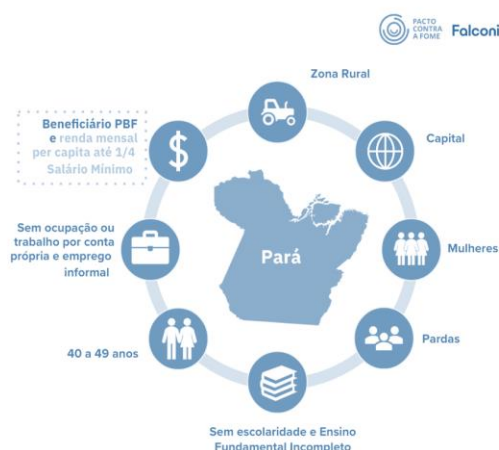 PACTO
CONTRA
A FOME
Falconi
Zona Rural
Beneficiário PBF
e renda mensal
per capita até 1/4
Salário Mínimo
Capital
Sem ocupação ou
trabalho por conta
própria e emprego
informal
Pará
Mulheres
40 a 49 anos
Pardas
Sem escolaridade e Ensino
Fundamental Incompleto